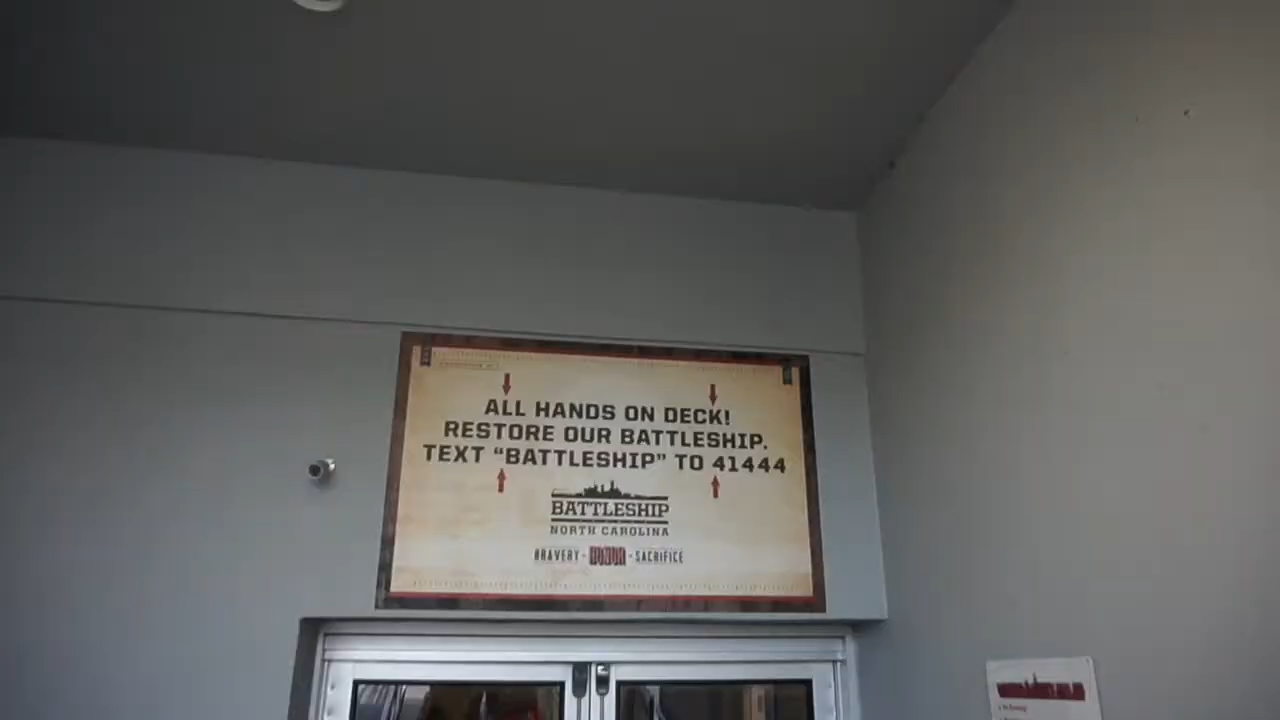 ALL HANDS ON DECK!
RESTORE OUR BATTLESHIP.
TEXT “BATTLESHIP” TO 41444
BATTLESHIP
NORTH CAROLINA
BRAVERY · HONOR · SACRIFICE